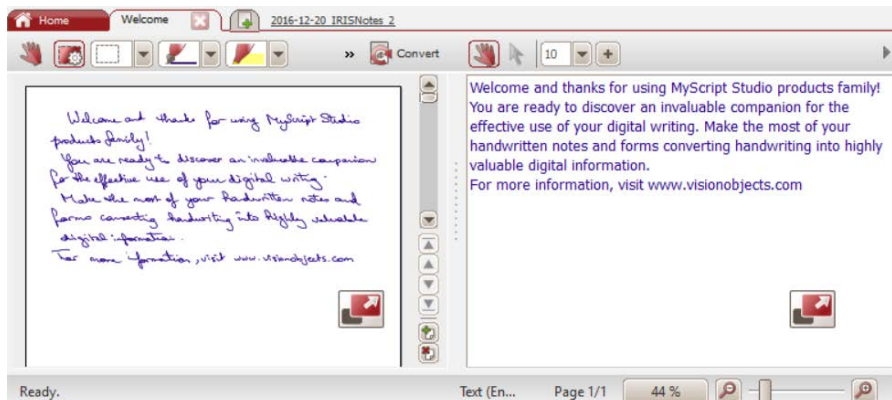 Home
Welcome
2016-12-20 IRISNotes 2
»
Convert
10
Welcome and thanks for using MyScript Studio
products family!
You are ready to discover an invaluable companion
for the effective use of your digital writing.
Make the most of your handwritten notes and
forms converting handwriting into highly valuable
digital information.
For more information, visit www.visionobjects.com
Welcome and thanks for using MyScript Studio products family!
You are ready to discover an invaluable companion for the
effective use of your digital writing. Make the most of your
handwritten notes and forms converting handwriting into highly
valuable digital information.
For more information, visit www.visionobjects.com
Ready.
Text (En...
Page 1/1
44 %